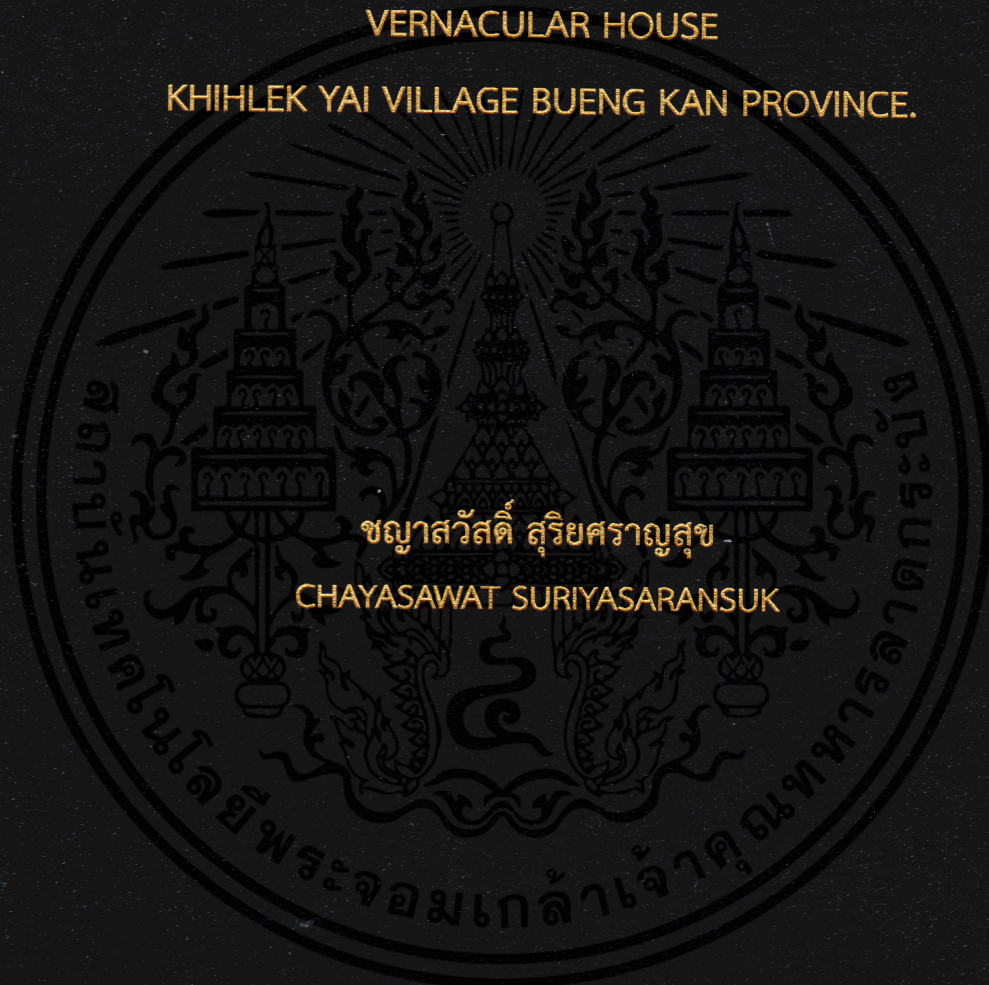 VERNACULAR HOUSE
KHIHLEK YAI VILLAGE BUENG KAN PROVINCE.
ชญาสวัสดิ์ สุริยศราญสุข
CHAYASAWAT SURIYASARANSUK
๔
สถาบันเทคโนโลยีพระจอมเกล้าเจ้าคุณทหารลาดกระบัง